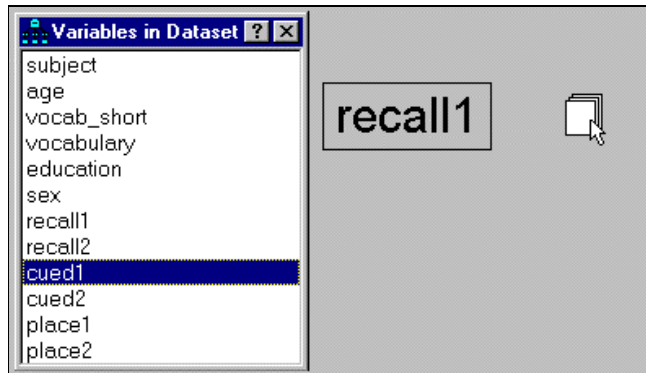 Variables in Dataset ? ×
subject
age
vocab_short
vocabulary
education
sex
recall1
recall2
cued1
cued2
place1
place2
recall1